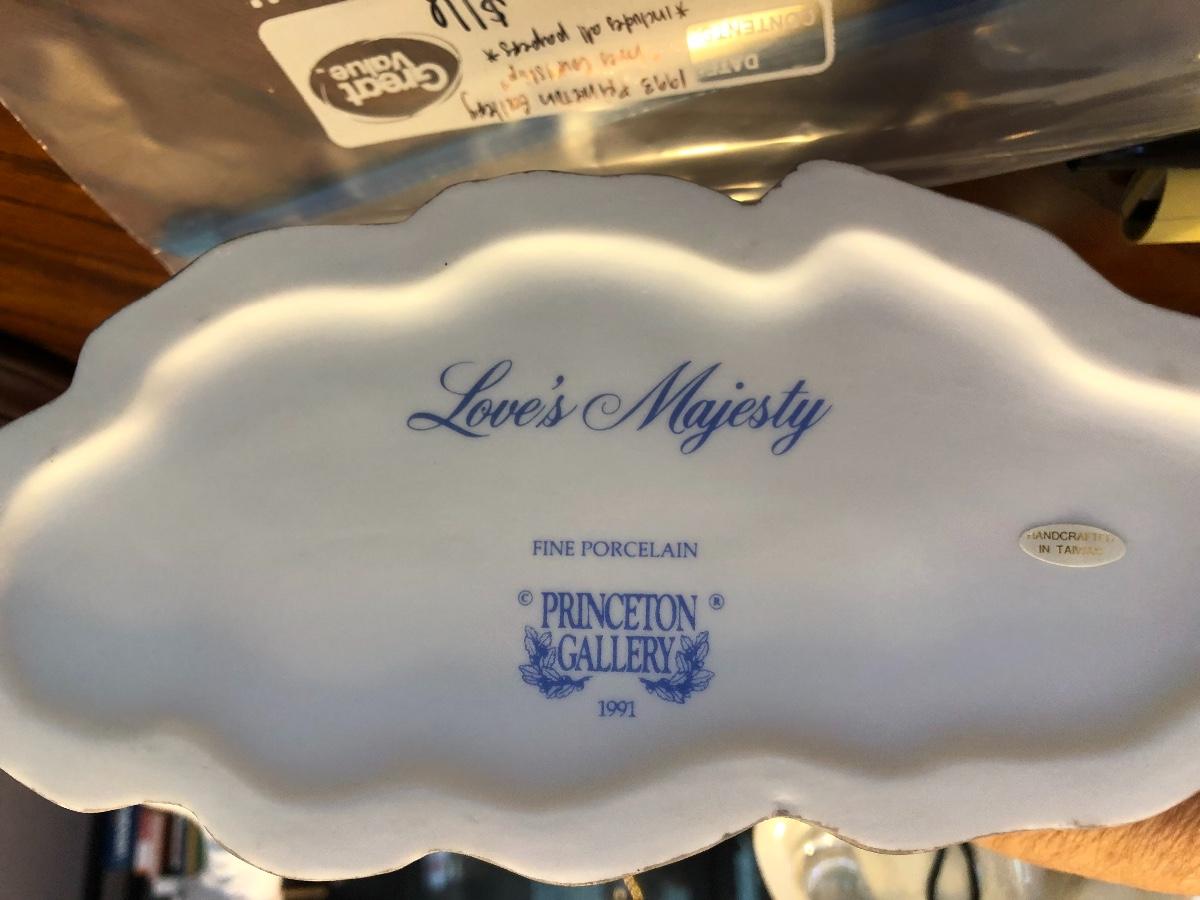 Love's Majesty
FINE PORCELAIN
© PRINCETON ®
GALLERY
1991
HANDCRAFTED
IN TAIWAN
Great
Value.
$116
*includes all papers*
1993 Princeton Gallery
CONTENTS
DATE